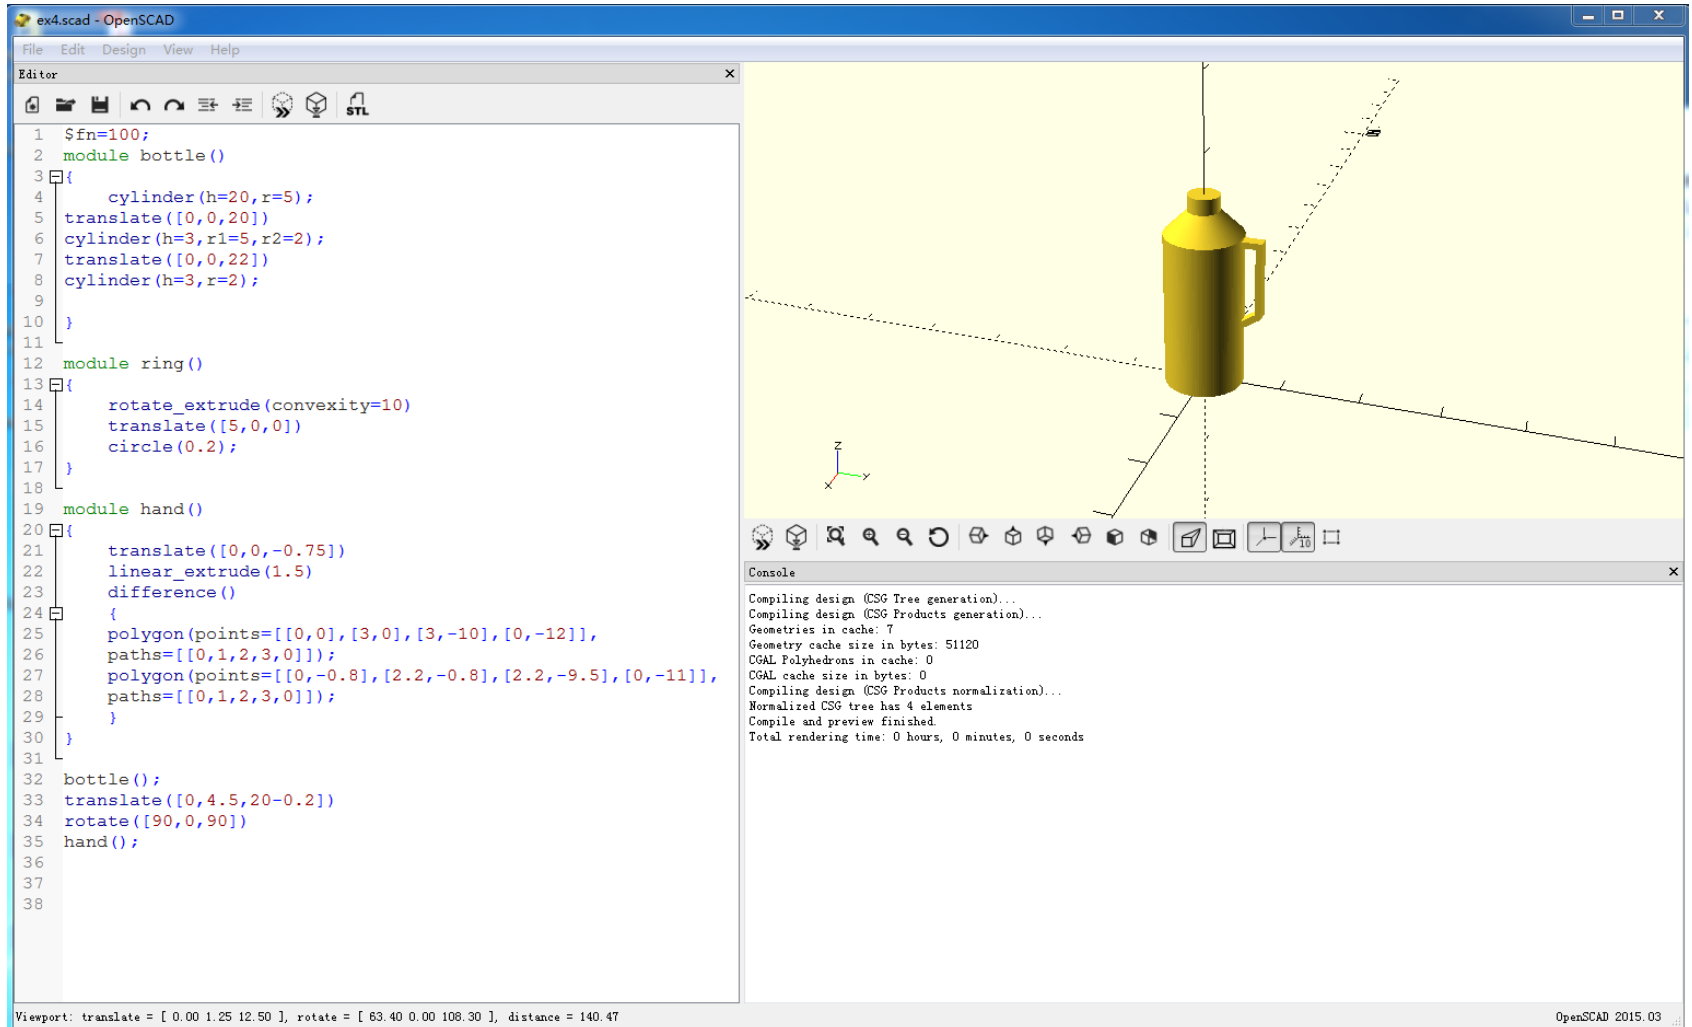 ex4.scad - OpenSCAD
File Edit Design View Help
Editor
STL
1 $fn=100;
2 module bottle()
3 {
4 cylinder(h=20,r=5);
5 translate([0,0,20])
6 cylinder(h=3,r1=5,r2=2);
7 translate([0,0,22])
8 cylinder(h=3,r=2);
9
10 }
11
12 module ring()
13 {
14 rotate_extrude(convexity=10)
15 translate([5,0,0])
16 circle(0.2);
17 }
18
19 module hand()
20 {
21 translate([0,0,-0.75])
22 linear_extrude(1.5)
23 difference()
24 {
25 polygon(points=[[0,0],[3,0],[3,-10],[0,-12]],
26 paths=[[0,1,2,3,0]]);
27 polygon(points=[[0,-0.8],[2.2,-0.8],[2.2,-9.5],[0,-11]],
28 paths=[[0,1,2,3,0]]);
29 }
30 }
31
32 bottle();
33 translate([0,4.5,20-0.2])
34 rotate([90,0,90])
35 hand();
36
37
38
Z
X
Y
10
Console
Compiling design (CSG Tree generation)...
Compiling design (CSG Products generation)...
Geometries in cache: 7
Geometry cache size in bytes: 51120
CGAL Polyhedrons in cache: 0
CGAL cache size in bytes: 0
Compiling design (CSG Products normalization)...
Normalized CSG tree has 4 elements
Compile and preview finished.
Total rendering time: 0 hours, 0 minutes, 0 seconds
Viewport: translate = [ 0.00 1.25 12.50 ], rotate = [ 63.40 0.00 108.30 ], distance = 140.47
OpenSCAD 2015.03